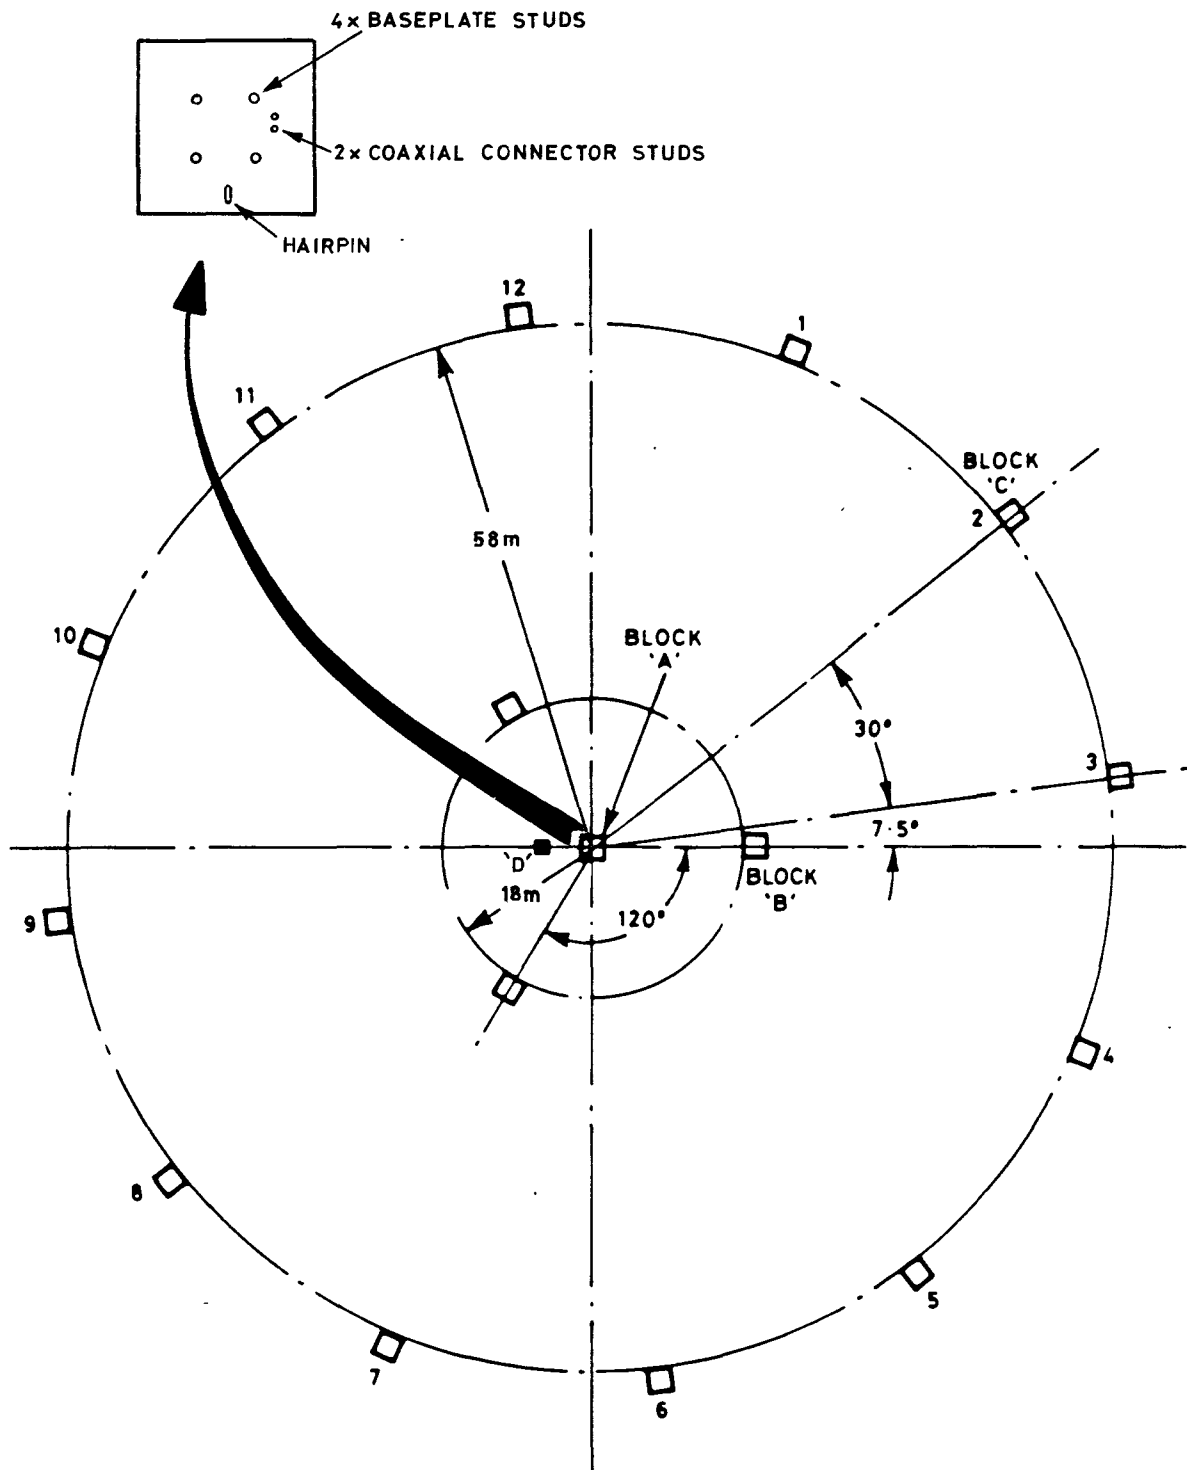 4x BASEPLATE STUDS
2x COAXIAL CONNECTOR STUDS
HAIRPIN
12
1
11
BLOCK
'C'
2
58m
10
BLOCK
'A'
30°
3
7·5°
'D'
BLOCK
'B'
18m
120°
9
4
8
5
7
6